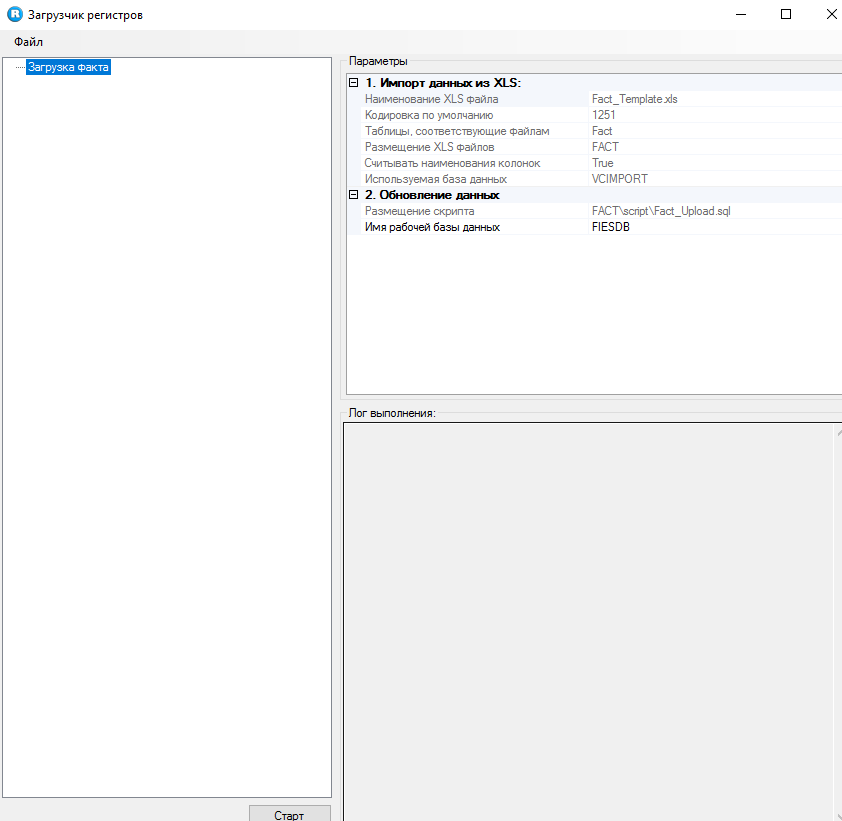 R Загрузчик регистров
Файл
Загрузка факта
Параметры
1. Импорт данных из XLS:
Наименование XLS файла Fact_Template.xls
Кодировка по умолчанию 1251
Таблицы, соответствующие файлам Fact
Размещение XLS файлов FACT
Считывать наименования колонок True
Используемая база данных VCIMPORT
2. Обновление данных
Размещение скрипта FACT\script\Fact_Upload.sql
Имя рабочей базы данных FIESDB
Лог выполнения:
Старт